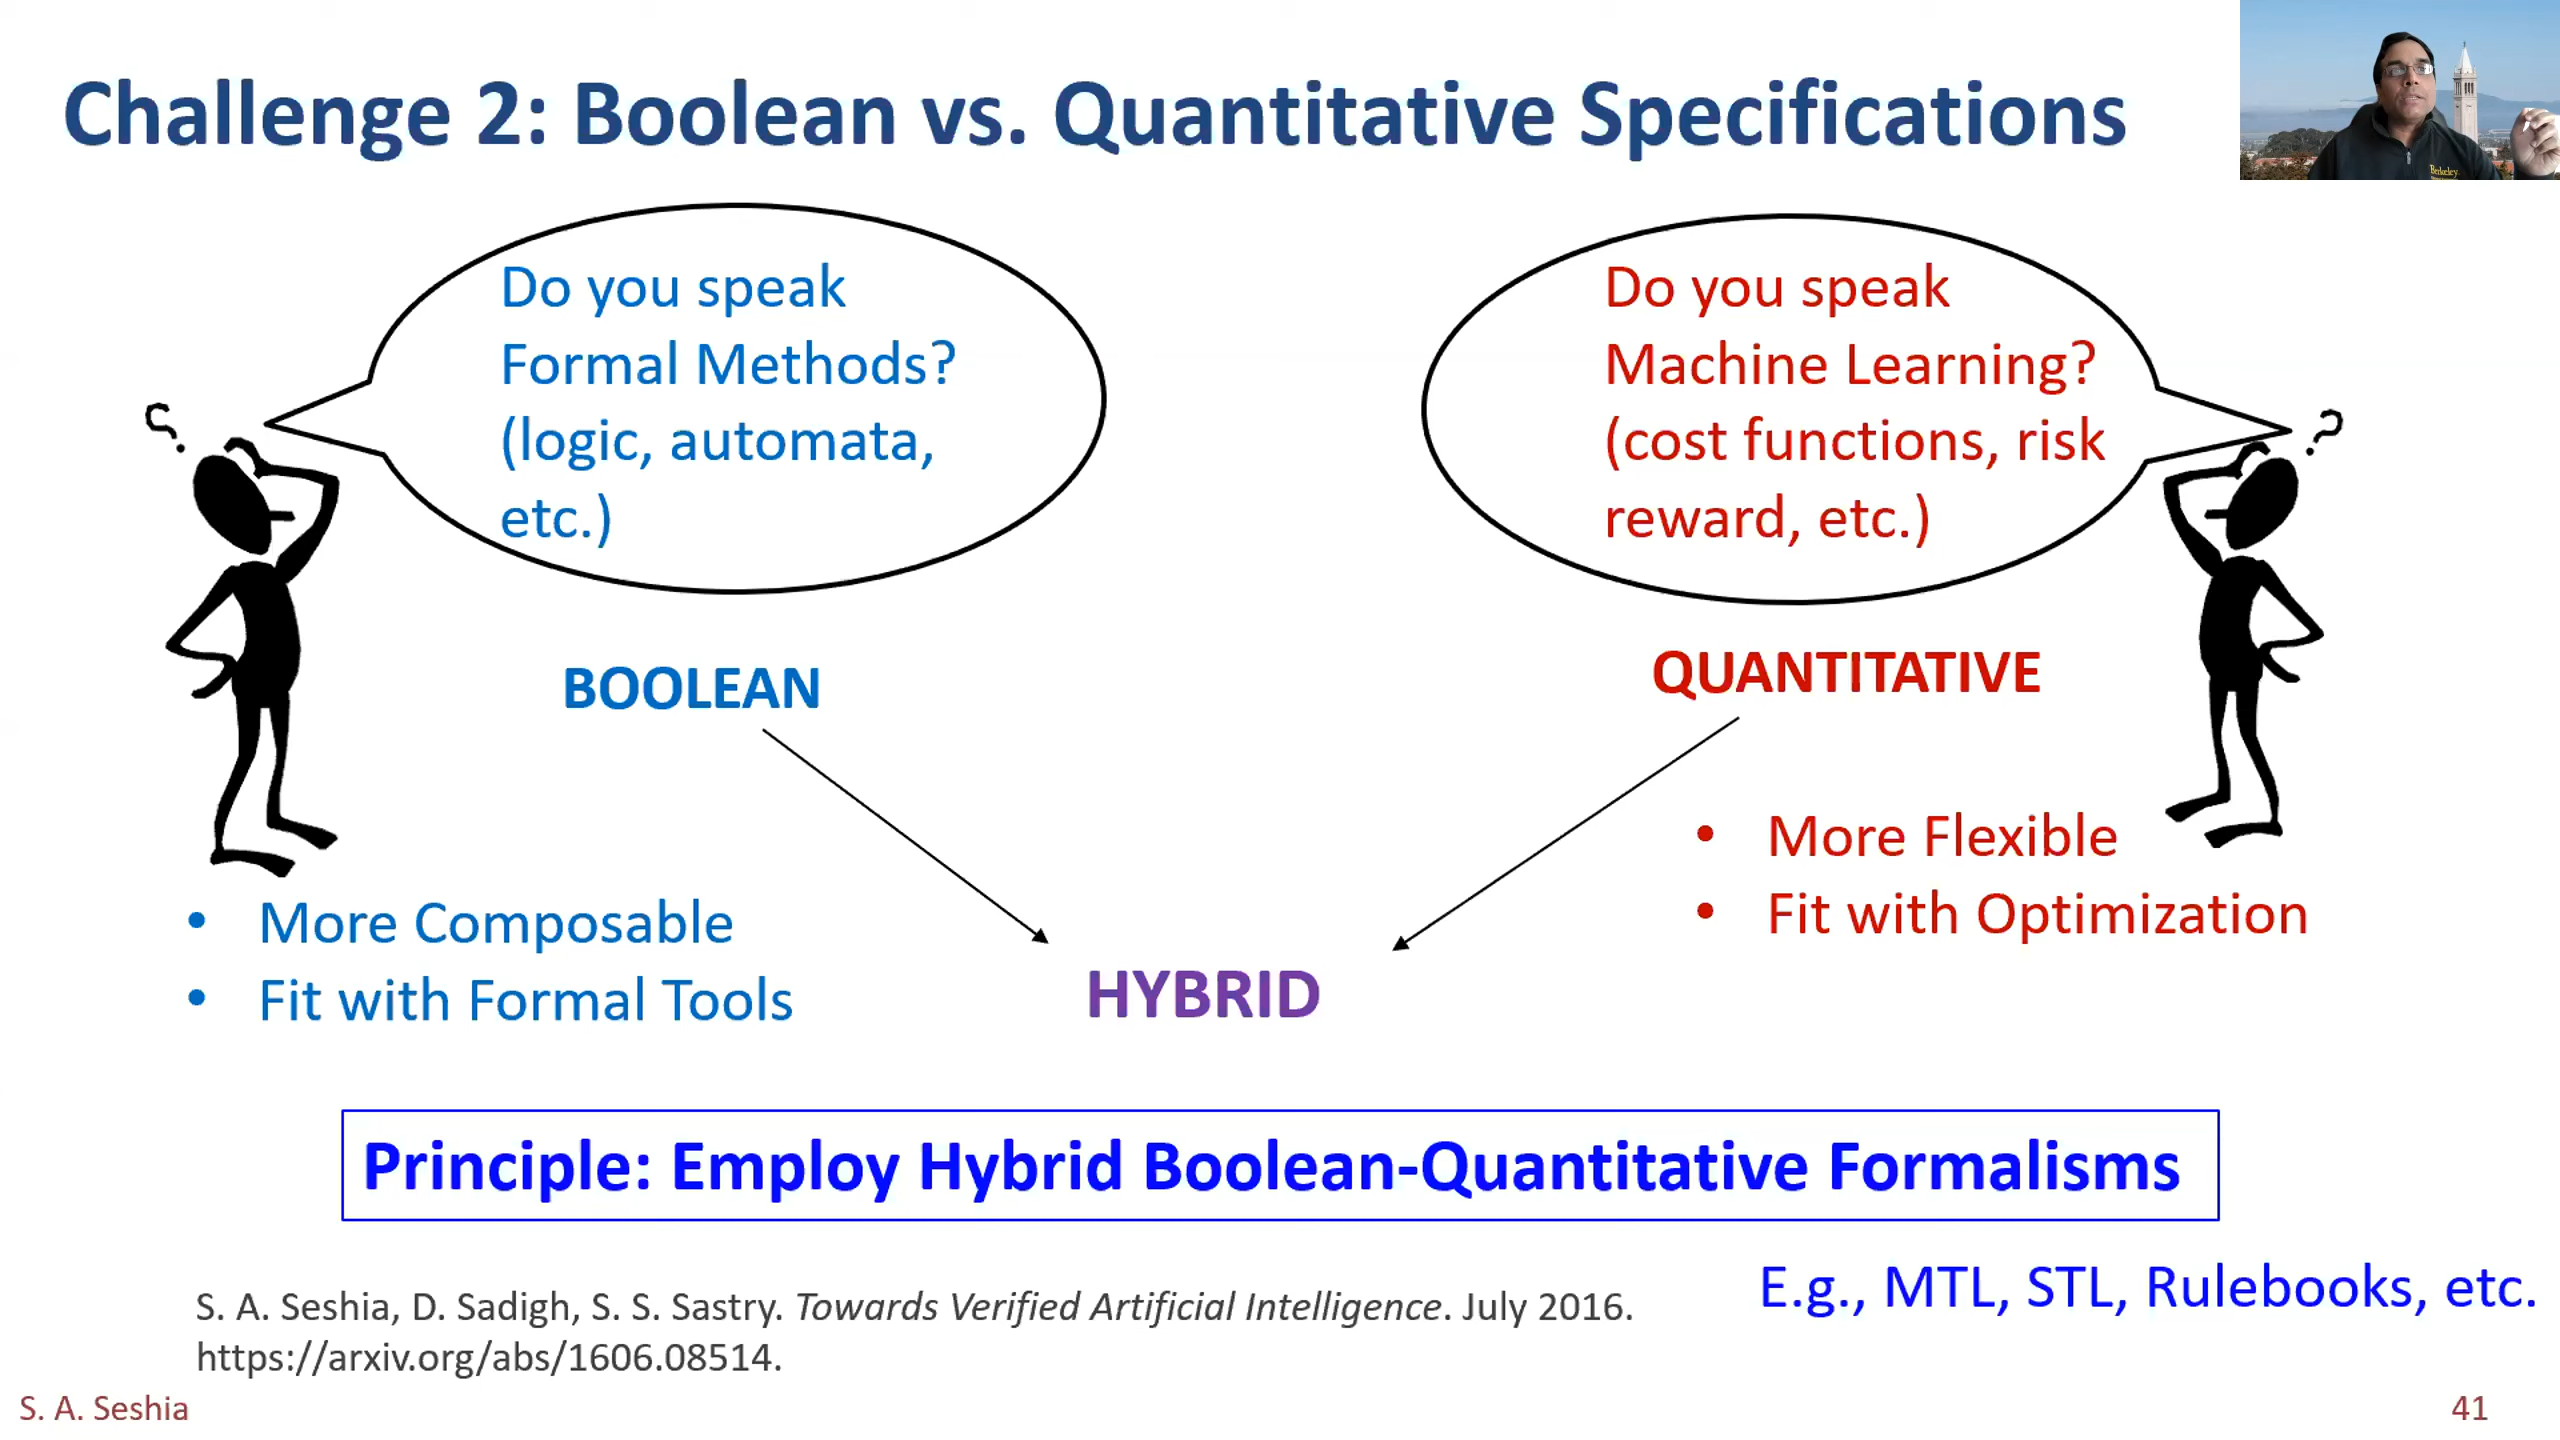 Challenge 2: Boolean vs. Quantitative Specifications
Berkeley
Do you speak
Formal Methods?
(logic, automata,
etc.)
Do you speak
Machine Learning?
(cost functions, risk
reward, etc.)
?
?
BOOLEAN
QUANTITATIVE
• More Flexible
• Fit with Optimization
• More Composable
• Fit with Formal Tools
HYBRID
Principle: Employ Hybrid Boolean-Quantitative Formalisms
E.g., MTL, STL, Rulebooks, etc.
S. A. Seshia, D. Sadigh, S. S. Sastry. Towards Verified Artificial Intelligence. July 2016.
https://arxiv.org/abs/1606.08514.
S. A. Seshia
41